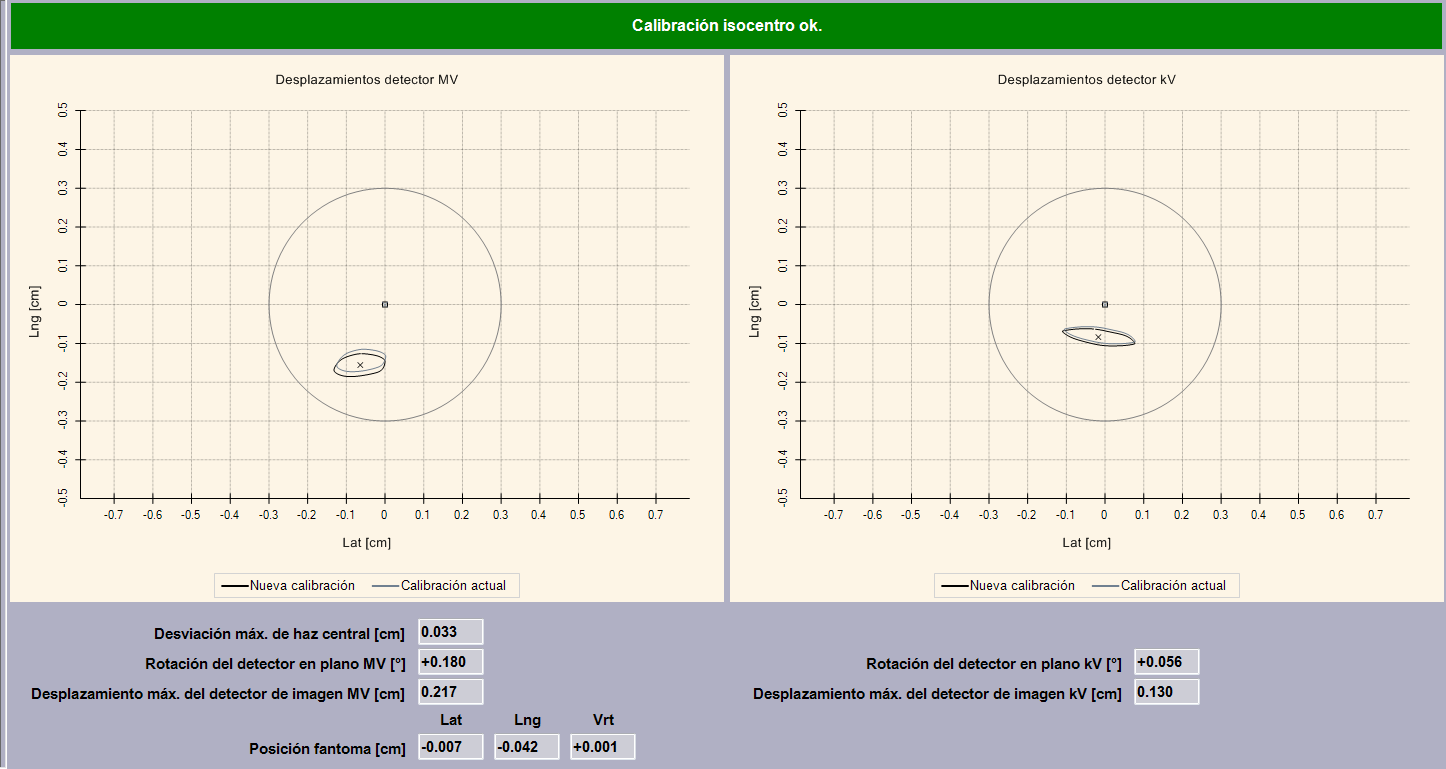 Calibración isocentro ok.
Desplazamientos detector MV
0.5
0.4
0.3
0.2
0.1
0
-0.1
-0.2
-0.3
-0.4
-0.5
Lng [cm]
-0.7 -0.6 -0.5 -0.4 -0.3 -0.2 -0.1 0 0.1 0.2 0.3 0.4 0.5 0.6 0.7
Lat [cm]
Nueva calibración Calibración actual
Desplazamientos detector kV
0.5
0.4
0.3
0.2
0.1
0
-0.1
-0.2
-0.3
-0.4
-0.5
Lng [cm]
-0.7 -0.6 -0.5 -0.4 -0.3 -0.2 -0.1 0 0.1 0.2 0.3 0.4 0.5 0.6 0.7
Lat [cm]
Nueva calibración Calibración actual
Desviación máx. de haz central [cm] 0.033
Rotación del detector en plano MV [°] +0.180
Rotación del detector en plano kV [°] +0.056
Desplazamiento máx. del detector de imagen MV [cm] 0.217
Desplazamiento máx. del detector de imagen kV [cm] 0.130
Lat Lng Vrt
Posición fantoma [cm] -0.007 -0.042 +0.001